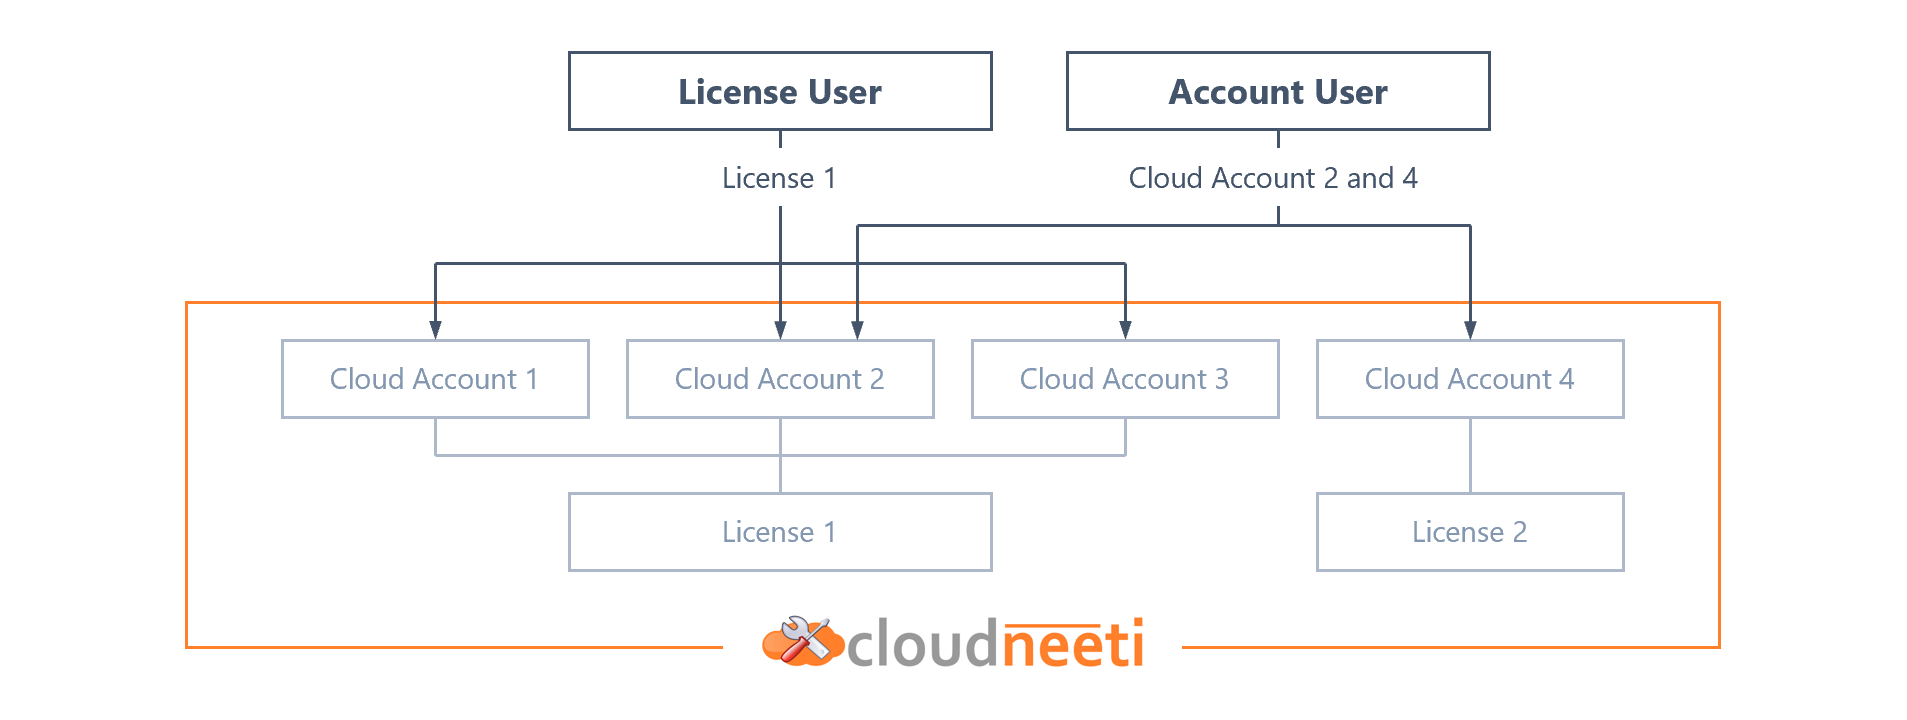 License User
Account User
License 1
Cloud Account 2 and 4
Cloud Account 1
Cloud Account 2
Cloud Account 3
Cloud Account 4
License 1
License 2
cloudneeti